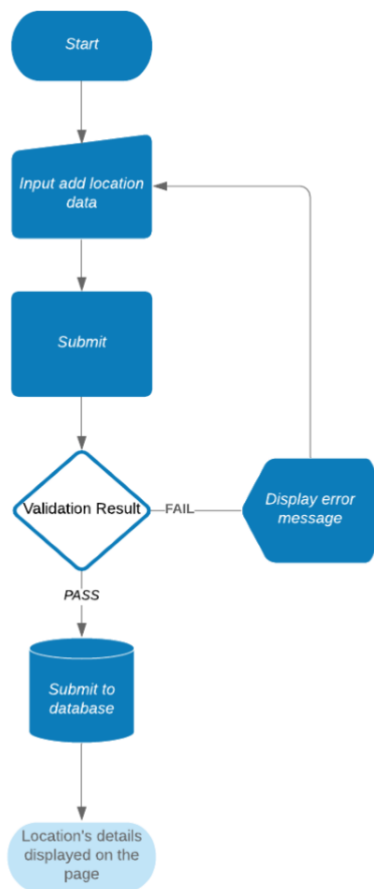 Start
Input add location
data
Submit
Validation Result
FAIL
Display error
message
PASS
Submit to
database
Location's details
displayed on the
page